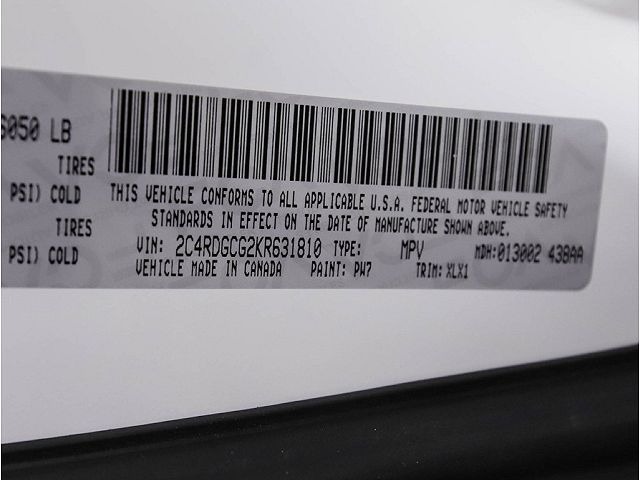 6050 LB
TIRES
PSI) COLD
TIRES
PSI) COLD
THIS VEHICLE CONFORMS TO ALL APPLICABLE U.S.A. FEDERAL MOTOR VEHICLE SAFETY
STANDARDS IN EFFECT ON THE DATE OF MANUFACTURE SHOWN ABOVE.
VIN: 2C4RDGCG2KR631810 TYPE: MPV MDH:013002 438AA
VEHICLE MADE IN CANADA PAINT: PW7 TRIM: XLX1